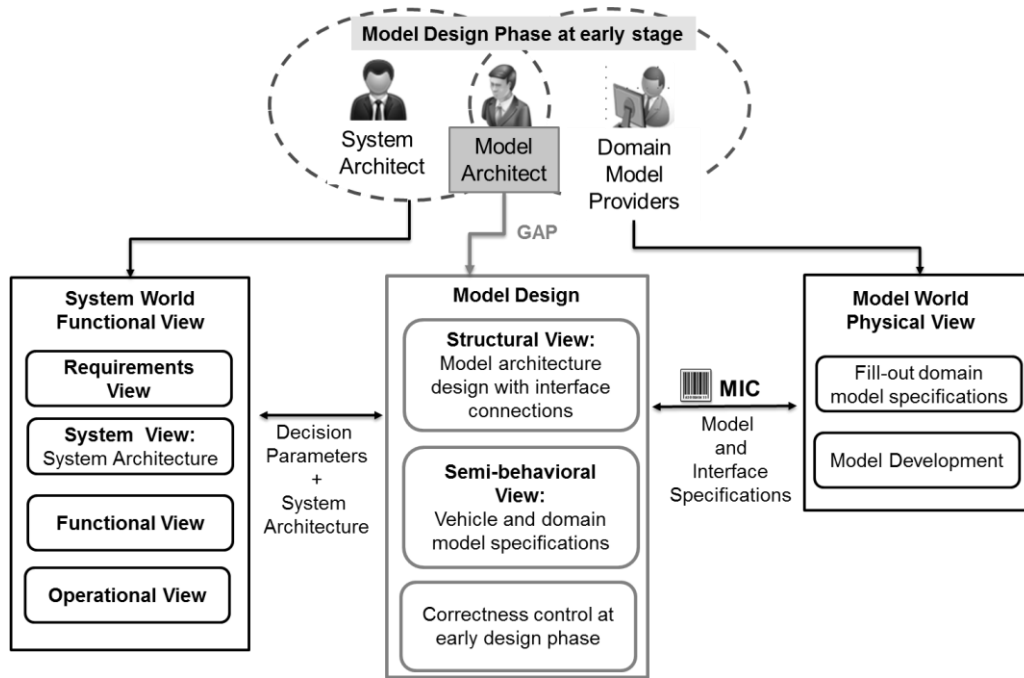 Model Design Phase at early stage
System
Architect
Model
Architect
Domain
Model
Providers
GAP
System World
Functional View
Requirements
View
System View:
System Architecture
Functional View
Operational View
Decision
Parameters
+
System
Architecture
Model Design
Structural View:
Model architecture
design with interface
connections
Semi-behavioral
View:
Vehicle and domain
model specifications
Correctness control at
early design phase
MIC
Model
and
Interface
Specifications
Model World
Physical View
Fill-out domain
model specifications
Model Development